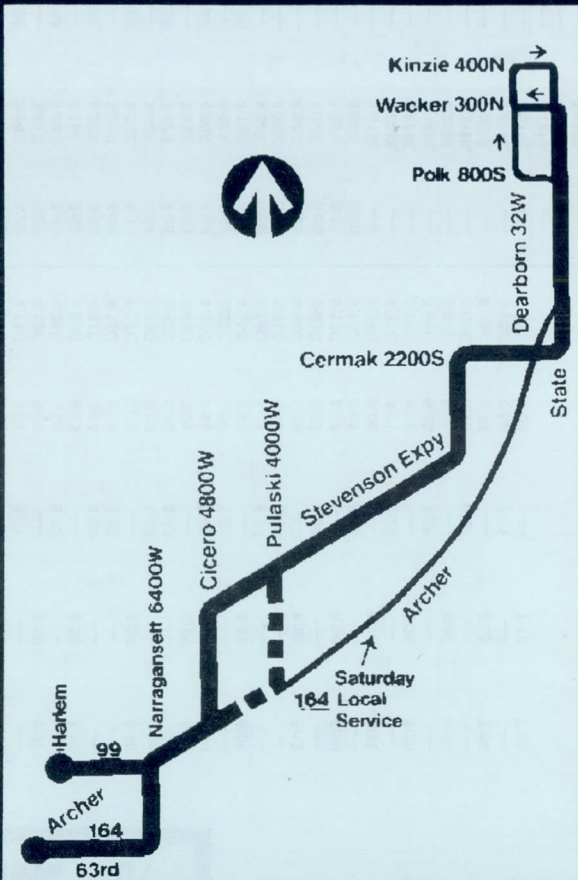 Kinzie 400N
Wacker 300N
Polk 800S
Dearborn 32W
Cermak 2200S
State
Stevenson Expy
Pulaski 4000W
Cicero 4800W
Narragansett 6400W
Archer
Saturday
164 Local
Service
Harlem
99
Archer
164
63rd